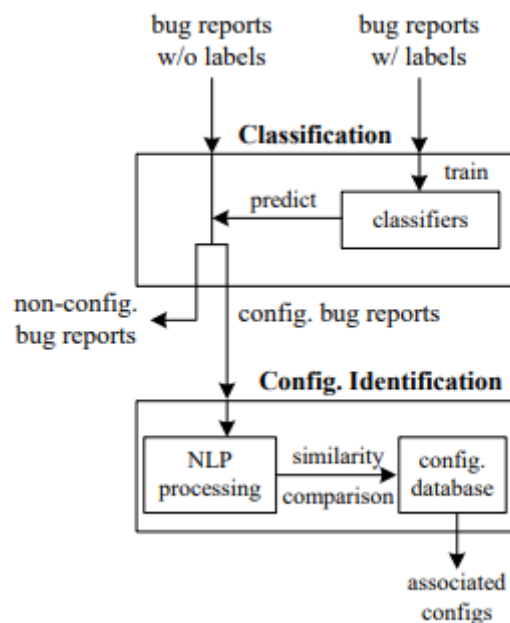 bug reports
w/o labels
bug reports
w/ labels
Classification
train
predict
classifiers
non-config.
bug reports
config. bug reports
Config. Identification
NLP
processing
similarity
comparison
config.
database
associated
configs